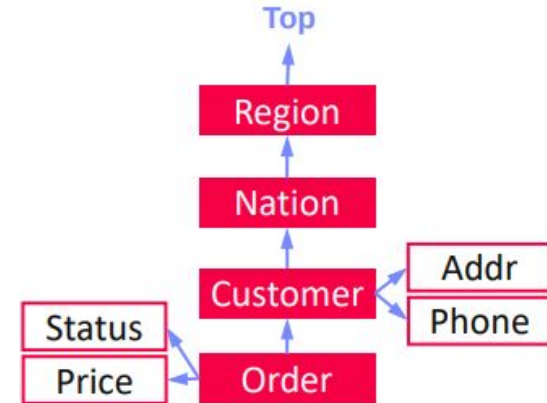 Top
Region
Nation
Customer
Addr
Phone
Status
Price
Order